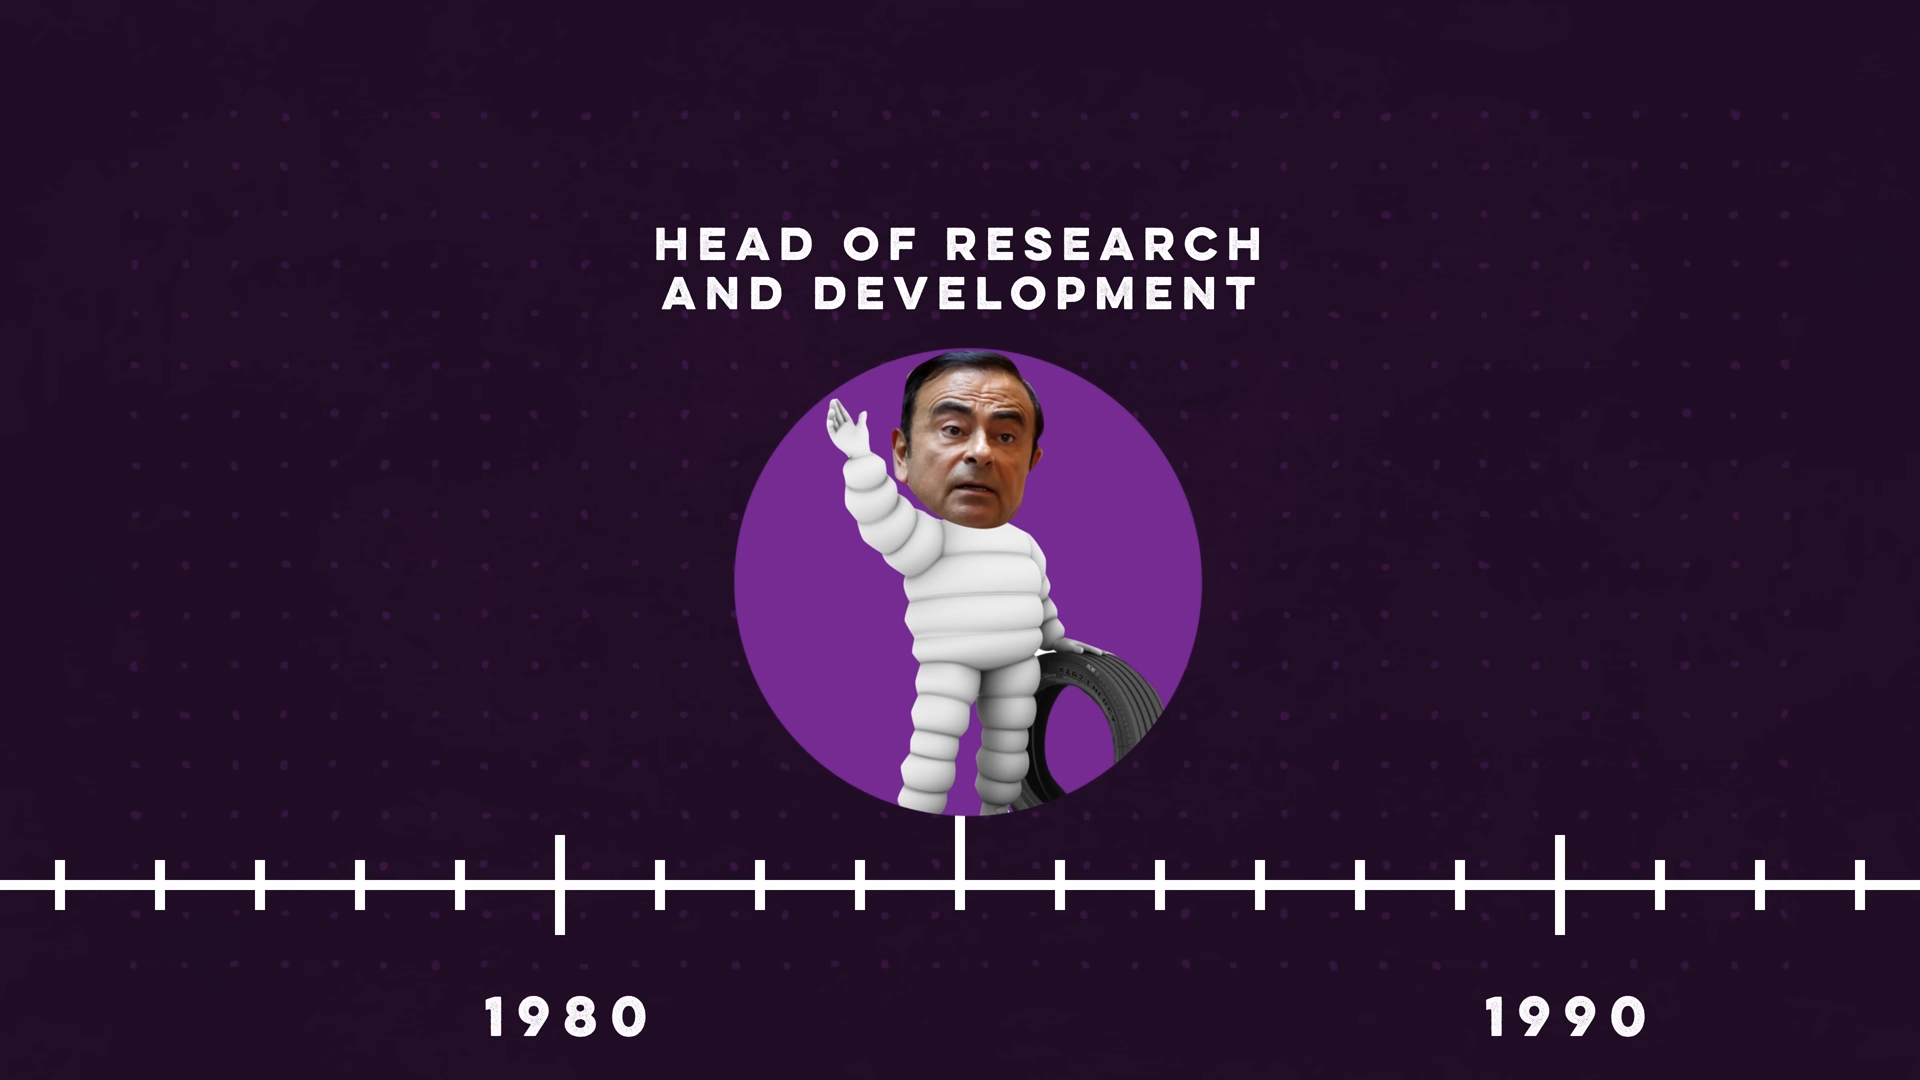 HEAD OF RESEARCH
AND DEVELOPMENT
1980
1990